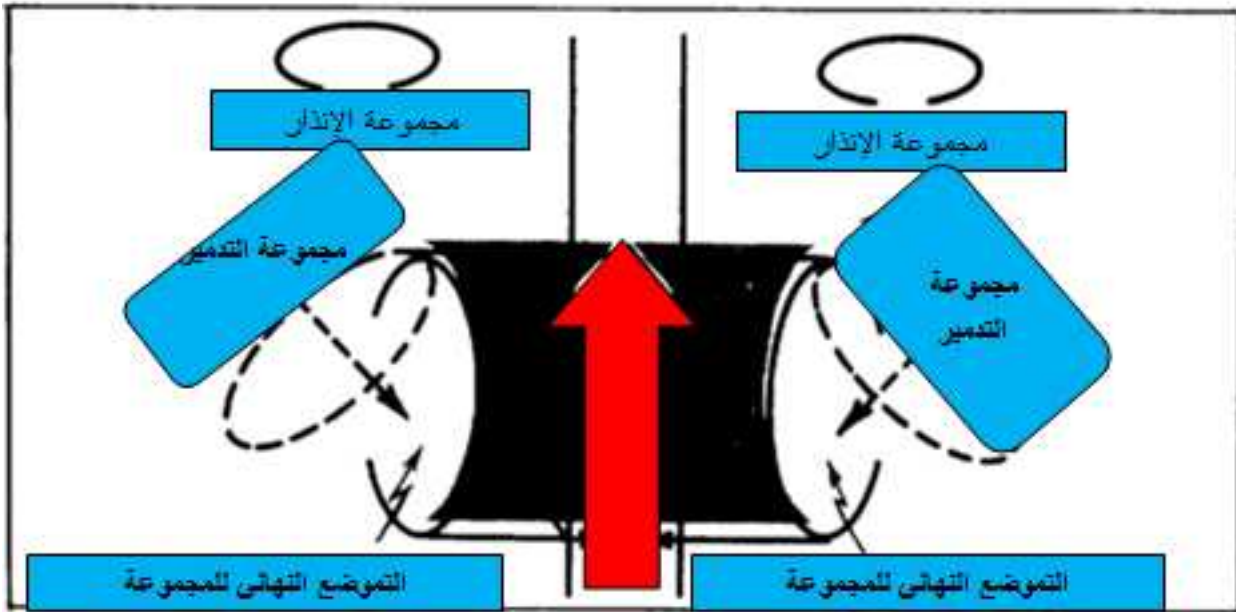 مجموعة الإنذار
مجموعة الإنذار
مجموعة التدمير
مجموعة
التدمير
التموضع النهائي للمجموعة
التموضع النهائي للمجموعة